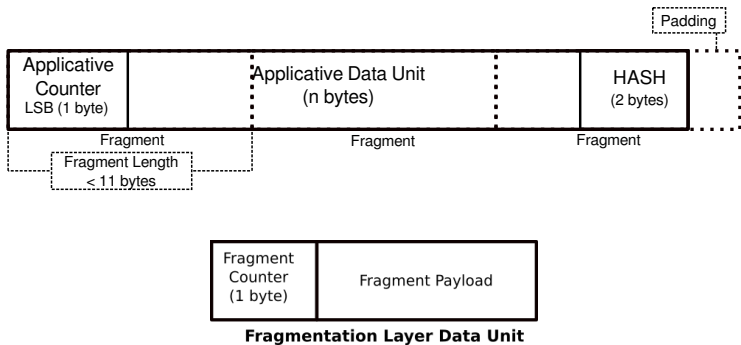 Padding
Applicative
Counter
LSB (1 byte)
Applicative Data Unit
(n bytes)
HASH
(2 bytes)
Fragment
Fragment
Fragment
Fragment Length
< 11 bytes
Fragment
Counter
(1 byte)
Fragment Payload
Fragmentation Layer Data Unit